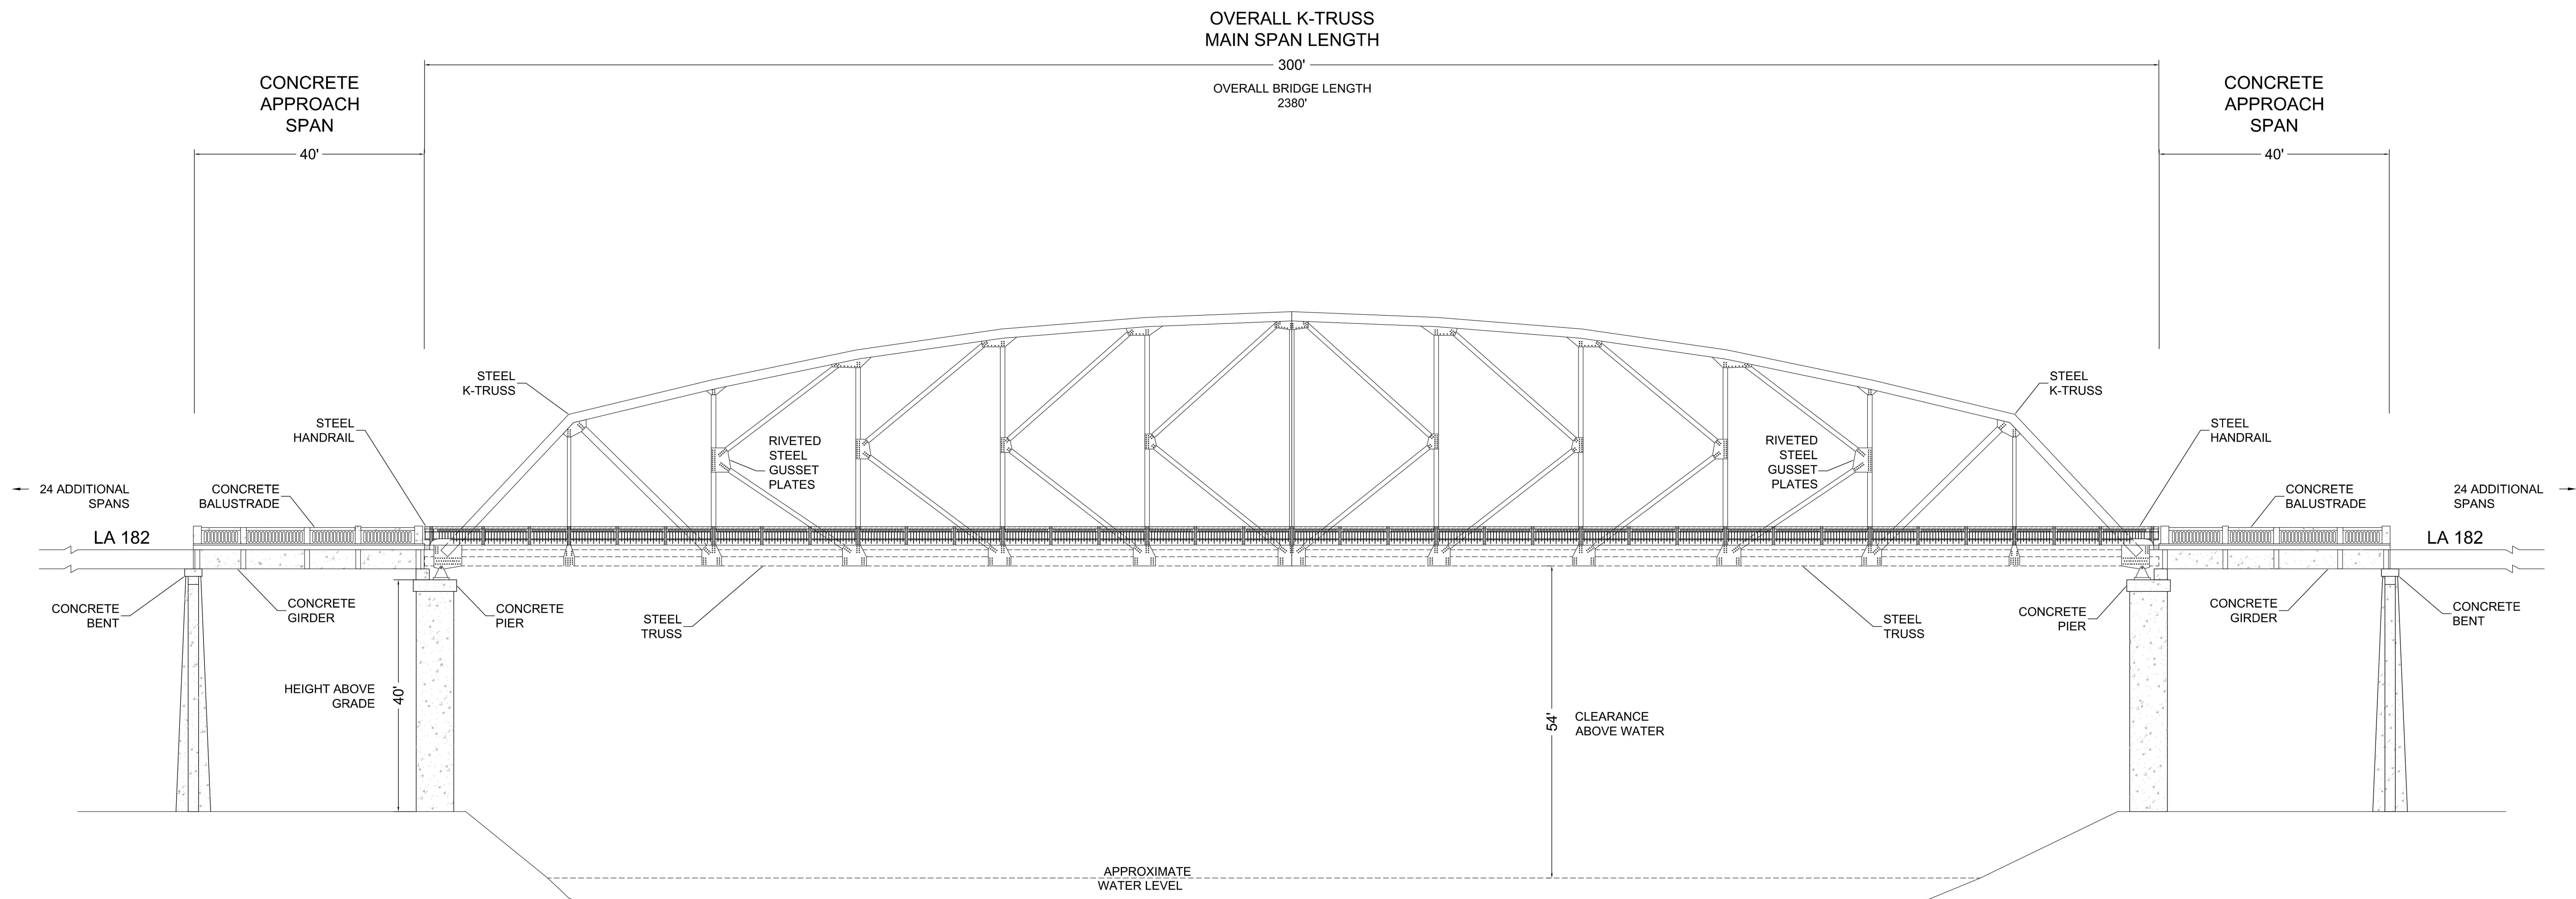 OVERALL K-TRUSS
MAIN SPAN LENGTH
300'
OVERALL BRIDGE LENGTH
2380'
CONCRETE
APPROACH
SPAN
40'
CONCRETE
APPROACH
SPAN
40'
STEEL
K-TRUSS
STEEL
K-TRUSS
STEEL
HANDRAIL
STEEL
HANDRAIL
RIVETED
STEEL
GUSSET
PLATES
RIVETED
STEEL
GUSSET
PLATES
24 ADDITIONAL
SPANS
CONCRETE
BALUSTRADE
CONCRETE
BALUSTRADE
24 ADDITIONAL
SPANS
LA 182
LA 182
CONCRETE
BENT
CONCRETE
GIRDER
CONCRETE
PIER
STEEL
TRUSS
STEEL
TRUSS
CONCRETE
PIER
CONCRETE
GIRDER
CONCRETE
BENT
HEIGHT ABOVE
GRADE
40'
54'
CLEARANCE
ABOVE WATER
APPROXIMATE
WATER LEVEL